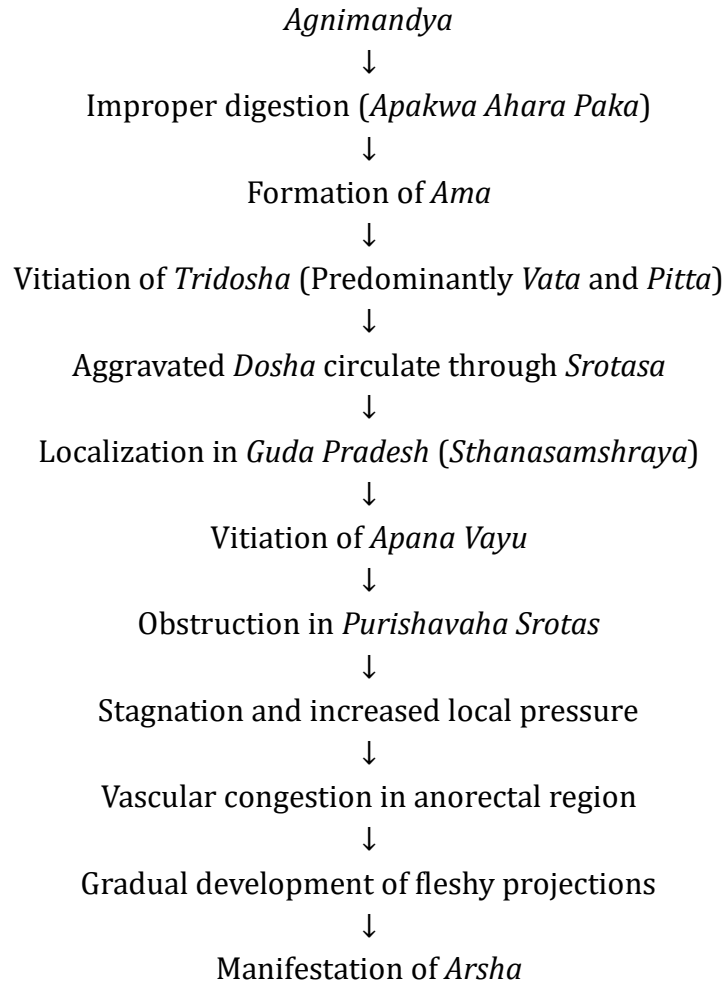 Agnimandya
↓
Improper digestion (Apakwa Ahara Paka)
↓
Formation of Ama
↓
Vitiation of Tridosha (Predominantly Vata and Pitta)
↓
Aggravated Dosha circulate through Srotasa
↓
Localization in Guda Pradesh (Sthanasamshraya)
↓
Vitiation of Apana Vayu
↓
Obstruction in Purishavaha Srotas
↓
Stagnation and increased local pressure
↓
Vascular congestion in anorectal region
↓
Gradual development of fleshy projections
↓
Manifestation of Arsha